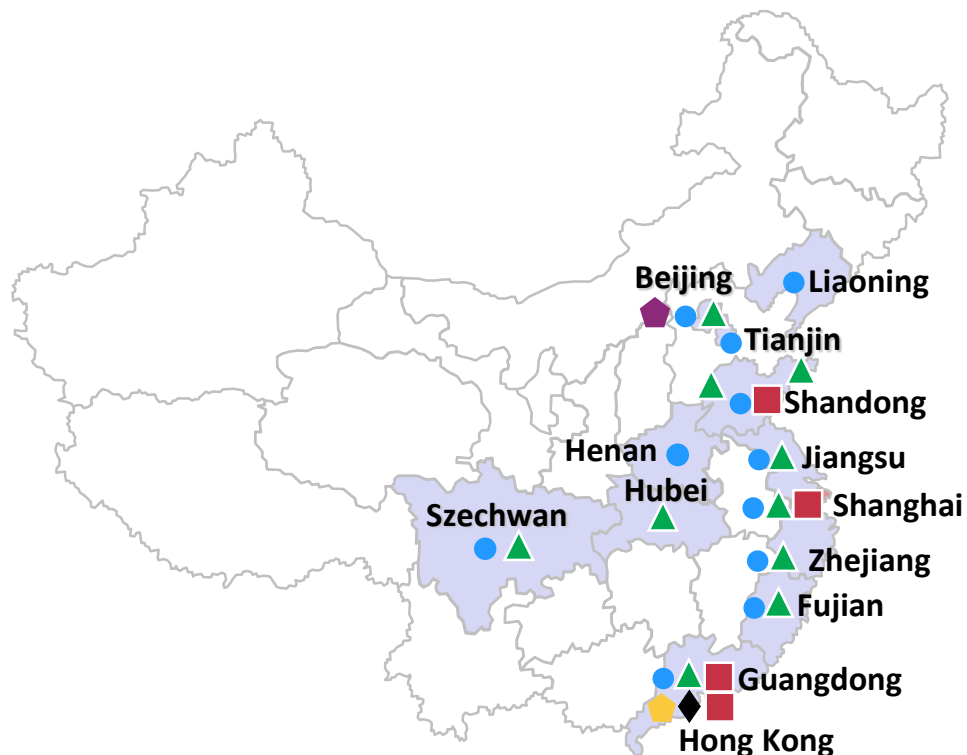 Beijing
Liaoning
Tianjin
Shandong
Henan
Jiangsu
Hubei
Shanghai
Szechwan
Zhejiang
Fujian
Guangdong
Hong Kong